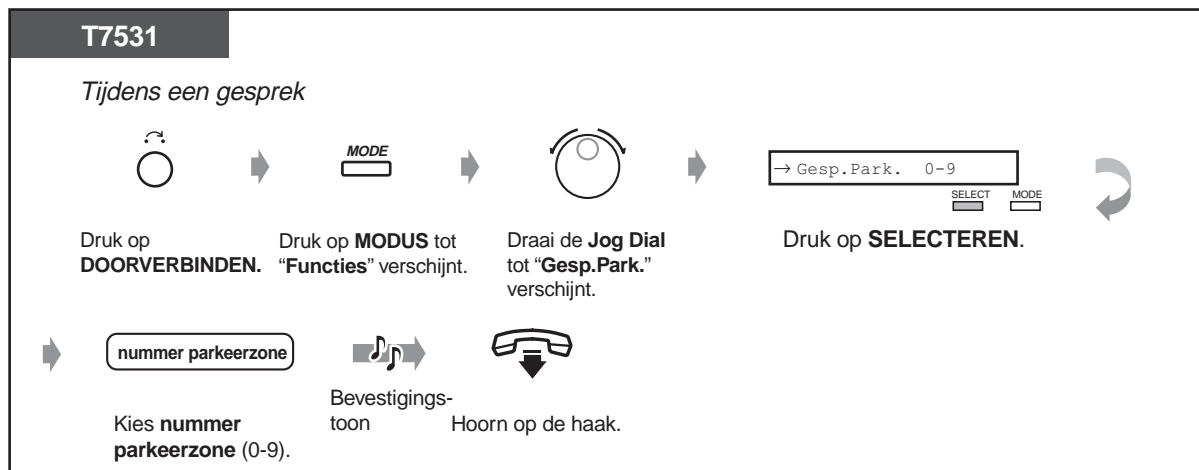 T7531
Tijdens een gesprek
MODE
→ Gesp.Park. 0-9
SELECT MODE
Druk op
DOORVERBINDEN.
Druk op MODUS tot
“Functies” verschijnt.
Draai de Jog Dial
tot “Gesp.Park.”
verschijnt.
Druk op SELECTEREN.
nummer parkeerzone
Kies nummer
parkeerzone (0-9).
Bevestigings-
toon
Hoorn op de haak.